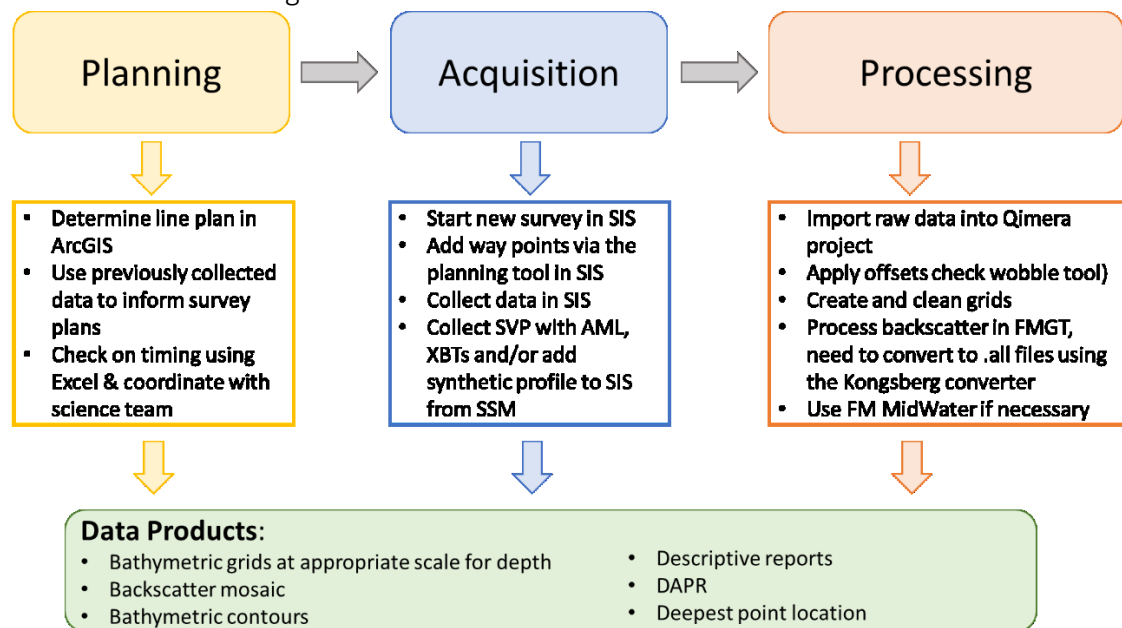 Planning
Acquisition
Processing
▪ Determine line plan in
ArcGIS
▪ Use previously collected
data to inform survey
plans
▪ Check on timing using
Excel & coordinate with
science team
• Start new survey in SIS
• Add way points via the
planning tool in SIS
• Collect data in SIS
• Collect SVP with AML,
XBTs and/or add
synthetic profile to SIS
from SSM
• Import raw data into Qimera
project
• Apply offsets check wobble tool)
• Create and clean grids
• Process backscatter in FMGT,
need to convert to .all files using
the Kongsberg converter
• Use FM MidWater if necessary
Data Products:
• Bathymetric grids at appropriate scale for depth
• Backscatter mosaic
• Bathymetric contours
• Descriptive reports
• DAPR
• Deepest point location